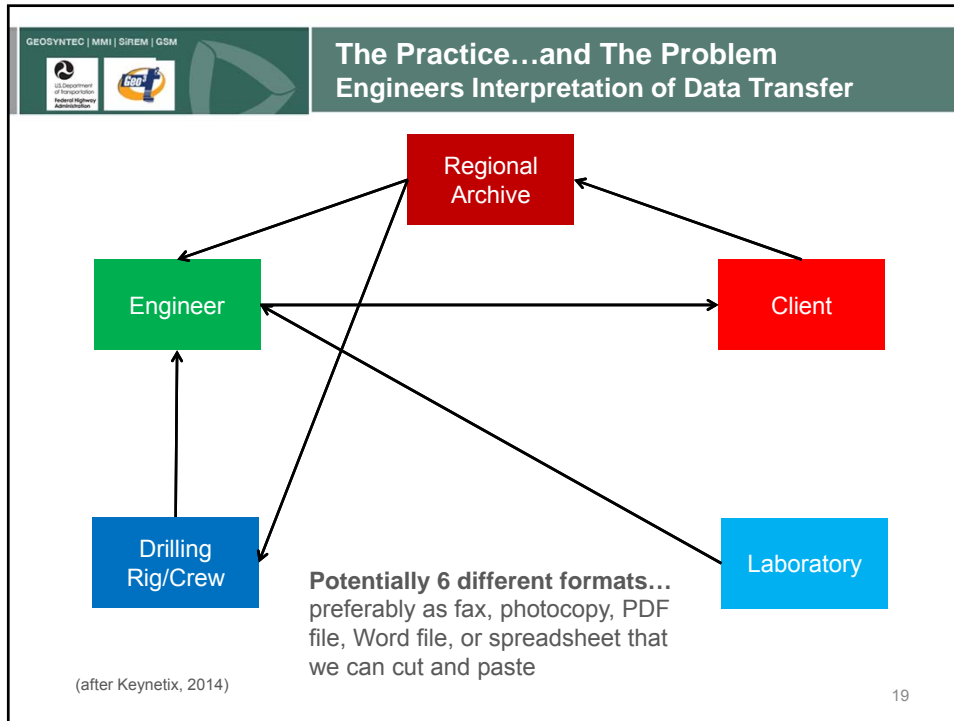 GEOSYNTEC | MMI | SiREM | GSM
U.S. Department
of Transportation
Federal Highway
Administration
Geo
The Practice…and The Problem
Engineers Interpretation of Data Transfer
Regional
Archive
Engineer
Client
Drilling
Rig/Crew
Laboratory
Potentially 6 different formats…
preferably as fax, photocopy, PDF
file, Word file, or spreadsheet that
we can cut and paste
(after Keynetix, 2014)
19